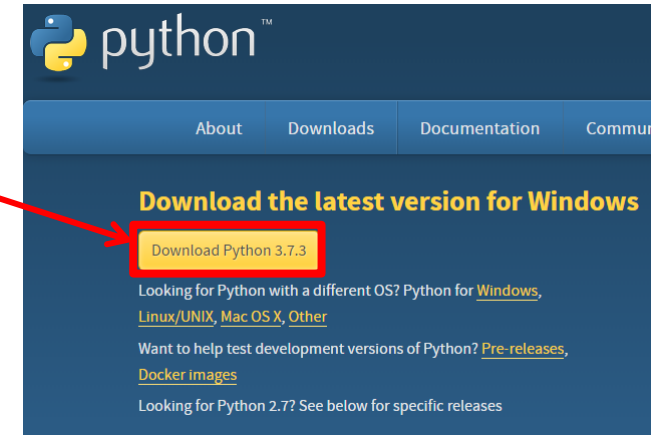 python™
About Downloads Documentation Commun
Download the latest version for Windows
Download Python 3.7.3
Looking for Python with a different OS? Python for Windows,
Linux/UNIX, Mac OS X, Other
Want to help test development versions of Python? Pre-releases,
Docker images
Looking for Python 2.7? See below for specific releases